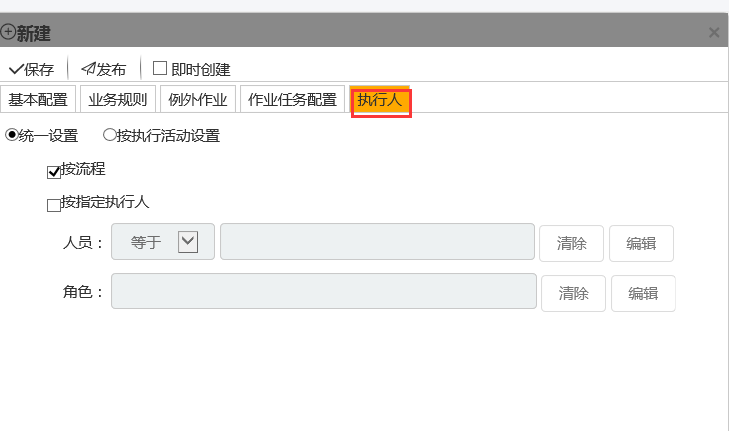 新建
保存 发布 即时创建
基本配置 业务规则 例外作业 作业任务配置 执行人
统一设置 按执行活动设置
按流程
按指定执行人
人员： 等于 清除 编辑
角色： 清除 编辑